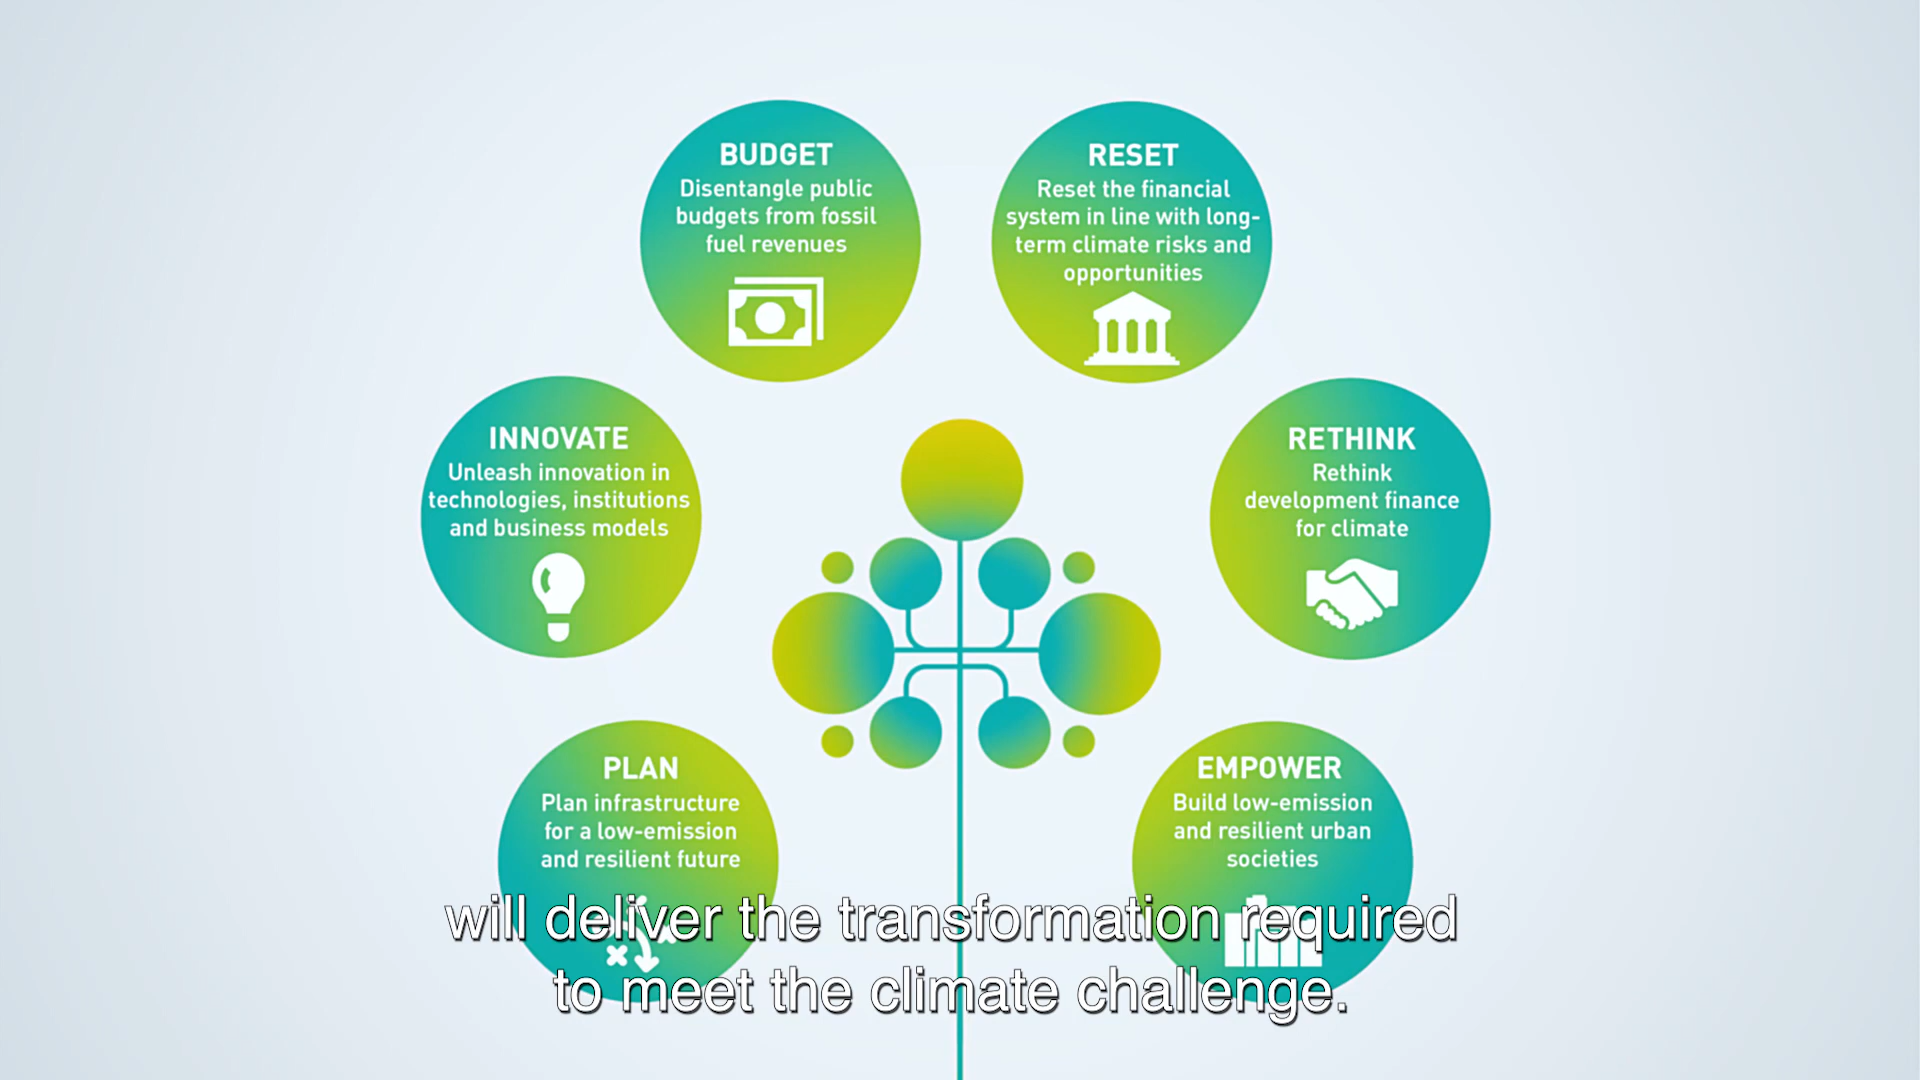 BUDGET
Disentangle public
budgets from fossil
fuel revenues
RESET
Reset the financial
system in line with long-
term climate risks and
opportunities
INNOVATE
Unleash innovation in
technologies, institutions
and business models
RETHINK
Rethink
development finance
for climate
PLAN
Plan infrastructure
for a low-emission
and resilient future
EMPOWER
Build low-emission
and resilient urban
societies
will deliver the transformation required
to meet the climate challenge.